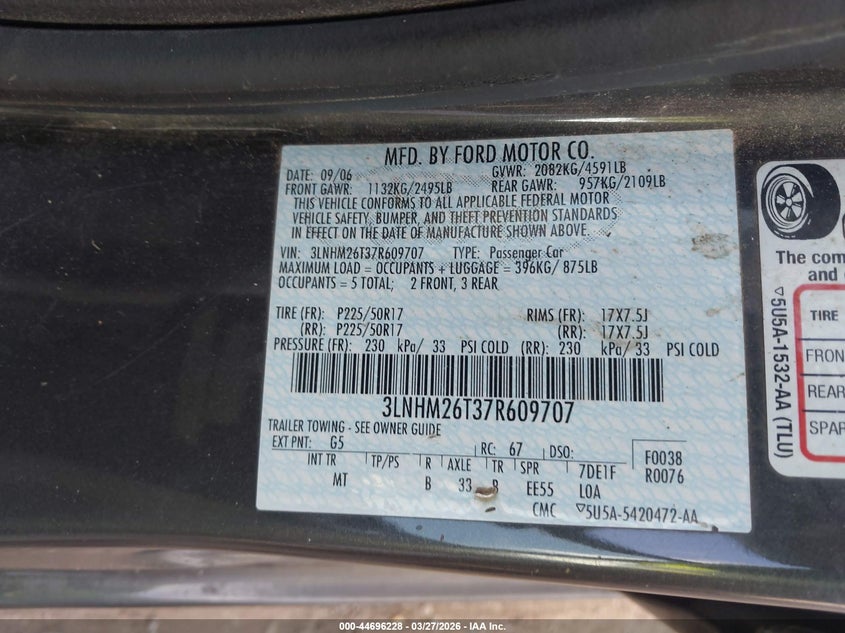 MFD. BY FORD MOTOR CO.
DATE: 09/06 GVWR: 2082KG/4591LB
FRONT GAWR: 1132KG/2495LB REAR GAWR: 957KG/2109LB
THIS VEHICLE CONFORMS TO ALL APPLICABLE FEDERAL MOTOR
VEHICLE SAFETY, BUMPER, AND THEFT PREVENTION STANDARDS
IN EFFECT ON THE DATE OF MANUFACTURE SHOWN ABOVE.
VIN: 3LNHM26T37R609707 TYPE: Passenger Car
MAXIMUM LOAD = OCCUPANTS + LUGGAGE = 396KG/ 875LB
OCCUPANTS = 5 TOTAL; 2 FRONT, 3 REAR
TIRE (FR): P225/50R17 RIMS (FR): 17X7.5J
(RR): P225/50R17 (RR): 17X7.5J
PRESSURE (FR): 230 kPa/ 33 PSI COLD (RR): 230 kPa/ 33 PSI COLD
3LNHM26T37R609707
TRAILER TOWING - SEE OWNER GUIDE
EXT PNT: G5 RC: 67 DSO: F0038
INT TR TP/PS R AXLE TR SPR 7DE1F R0076
MT B 33 B EE55 LOA
CMC ▽5U5A-5420472-AA
▽5U5A-1532-AA (TLU)
The com
and
TIRE
FRON
REAR
SPAR
000-44696228 - 03/27/2026 - IAA Inc.